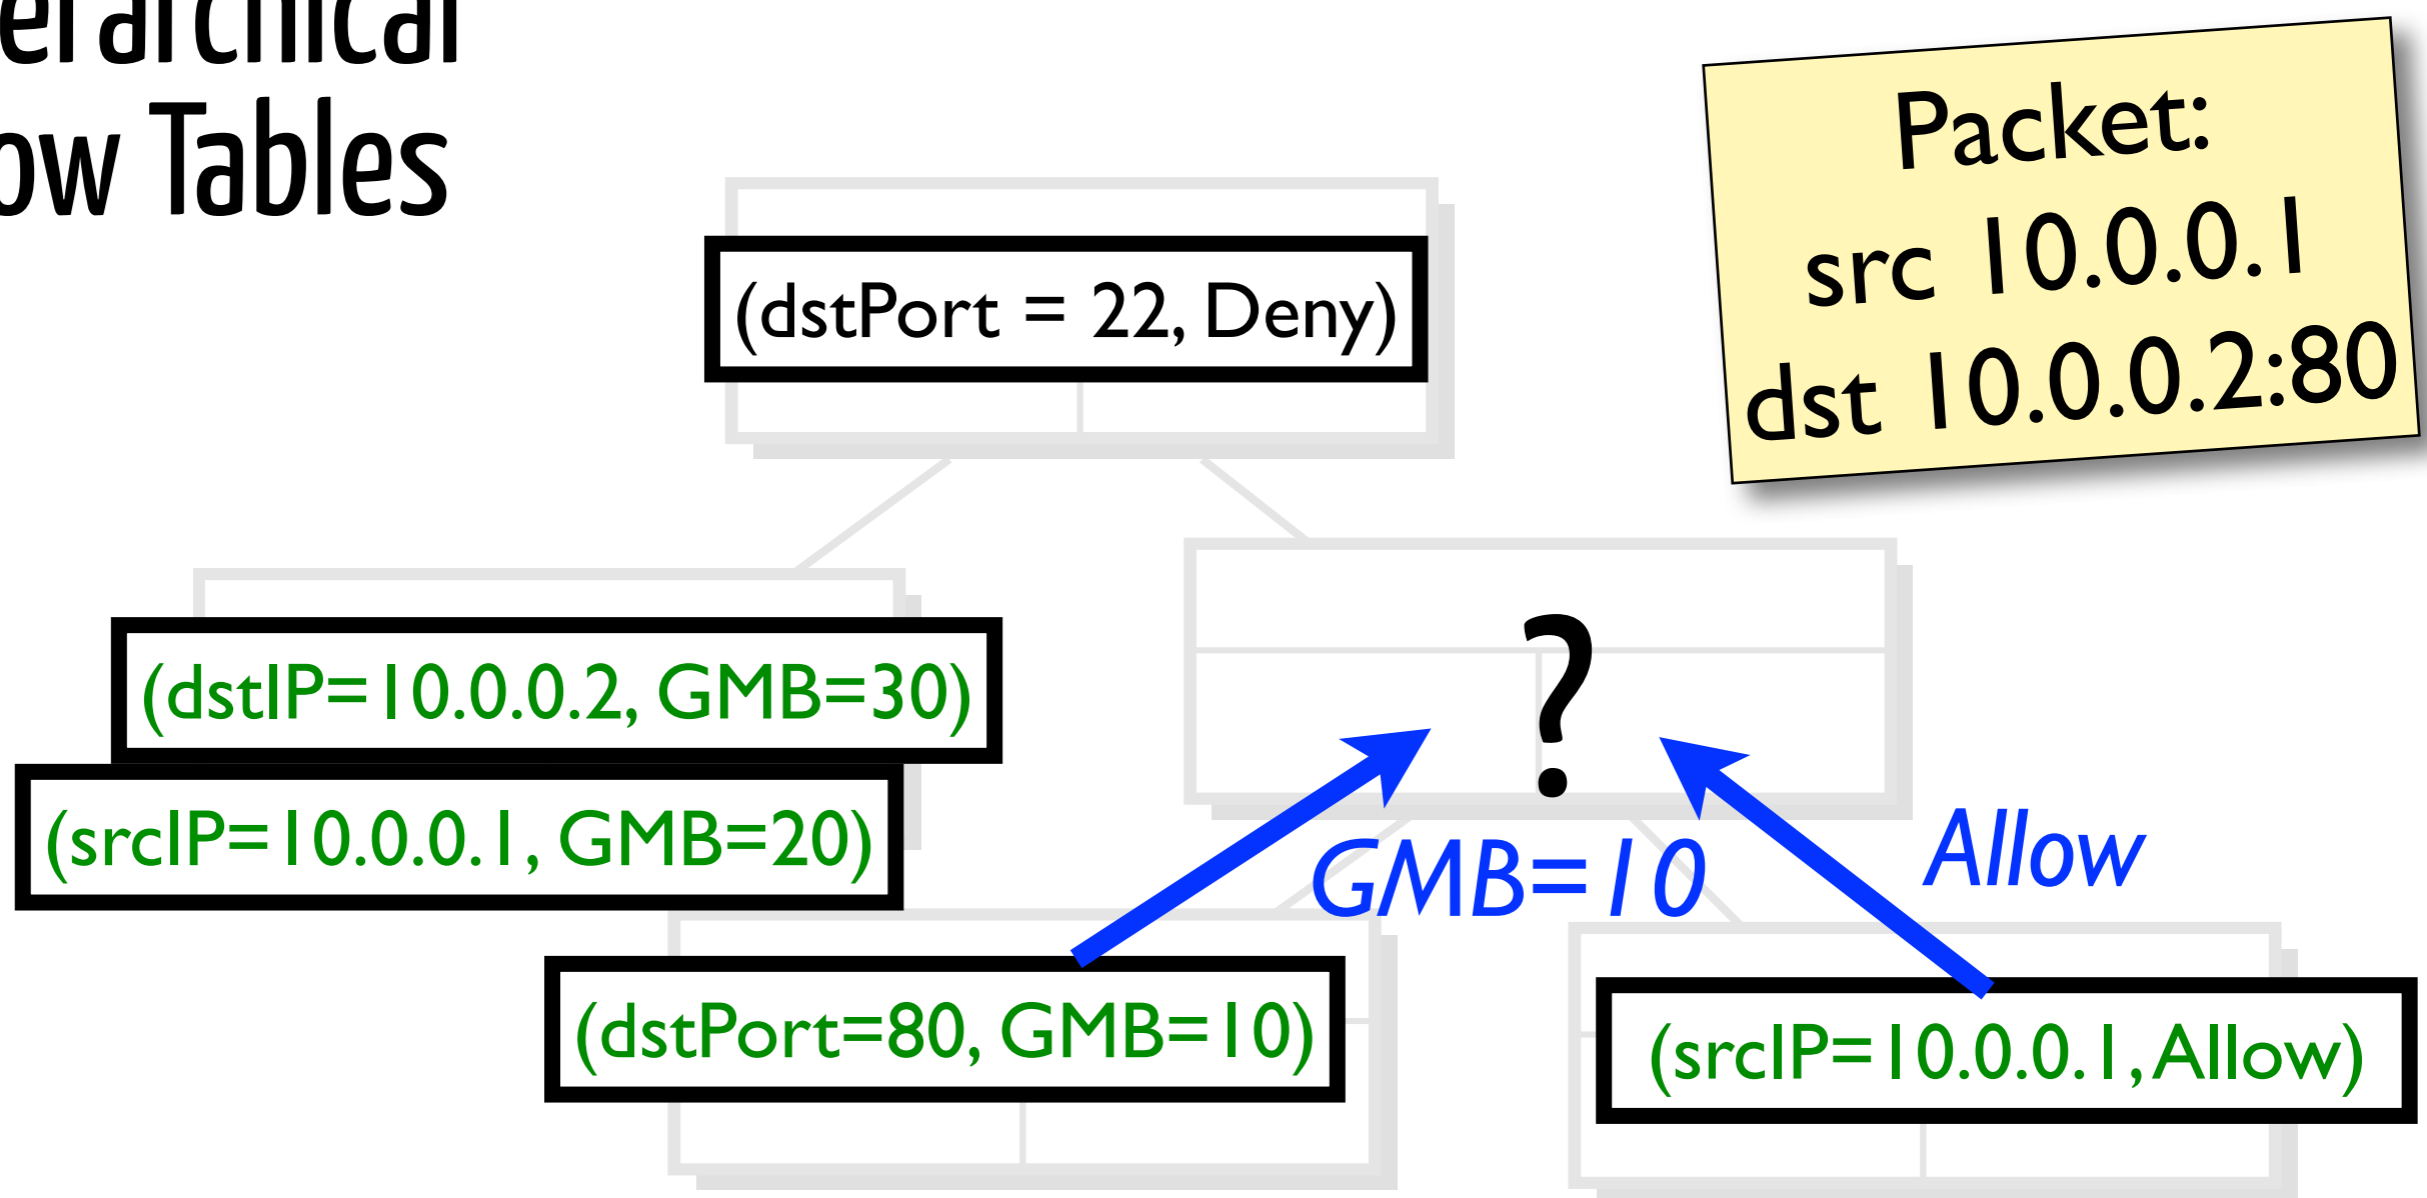 erarchical
ow Tables
Packet:
src 10.0.0.1
dst 10.0.0.2:80
(dstPort = 22, Deny)
(dstIP=10.0.0.2, GMB=30)
(srcIP=10.0.0.1, GMB=20)
?
GMB=10
Allow
(dstPort=80, GMB=10)
(srcIP=10.0.0.1, Allow)